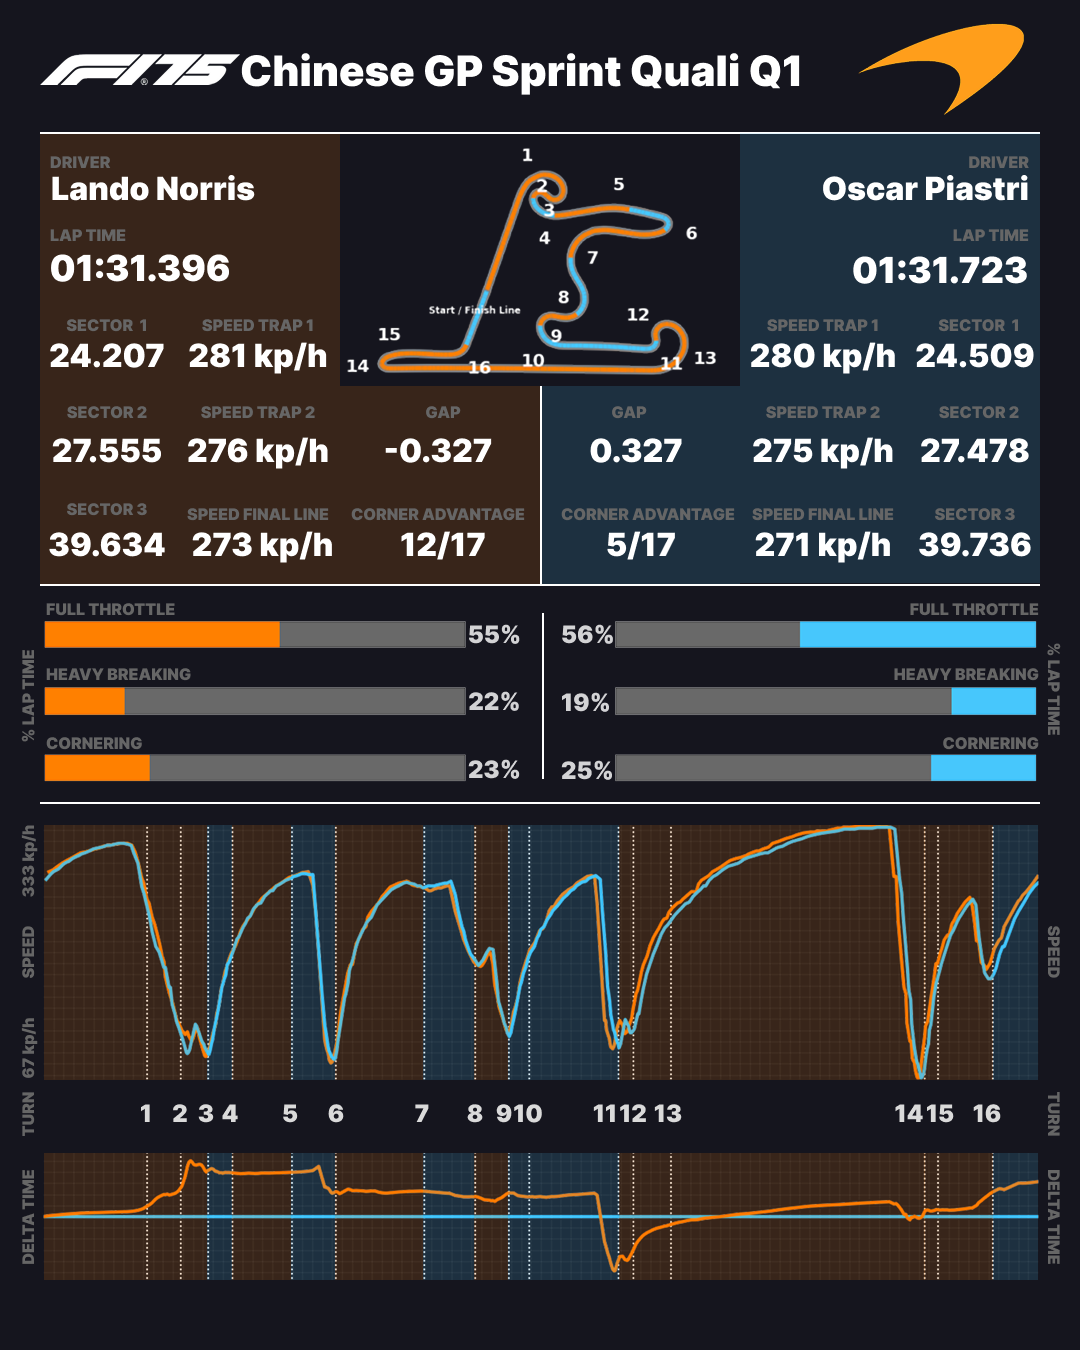 F1.75 Chinese GP Sprint Quali Q1
DRIVER
Lando Norris
LAP TIME
01:31.396
SECTOR 1
24.207
SPEED TRAP 1
281 kp/h
SECTOR 2
27.555
SPEED TRAP 2
276 kp/h
GAP
-0.327
SECTOR 3
39.634
SPEED FINAL LINE
273 kp/h
CORNER ADVANTAGE
12/17
1
2
3
4
5
6
7
8
9
10
11
12
13
14
15
16
Start / Finish Line
DRIVER
Oscar Piastri
LAP TIME
01:31.723
SPEED TRAP 1
280 kp/h
SECTOR 1
24.509
GAP
0.327
SPEED TRAP 2
275 kp/h
SECTOR 2
27.478
CORNER ADVANTAGE
5/17
SPEED FINAL LINE
271 kp/h
SECTOR 3
39.736
% LAP TIME
FULL THROTTLE
55%
HEAVY BREAKING
22%
CORNERING
23%
FULL THROTTLE
56%
HEAVY BREAKING
19%
CORNERING
25%
% LAP TIME
333 kp/h
SPEED
67 kp/h
SPEED
TURN
1 2 3 4 5 6 7 8 9 10 11 12 13 14 15 16
TURN
DELTA TIME
DELTA TIME